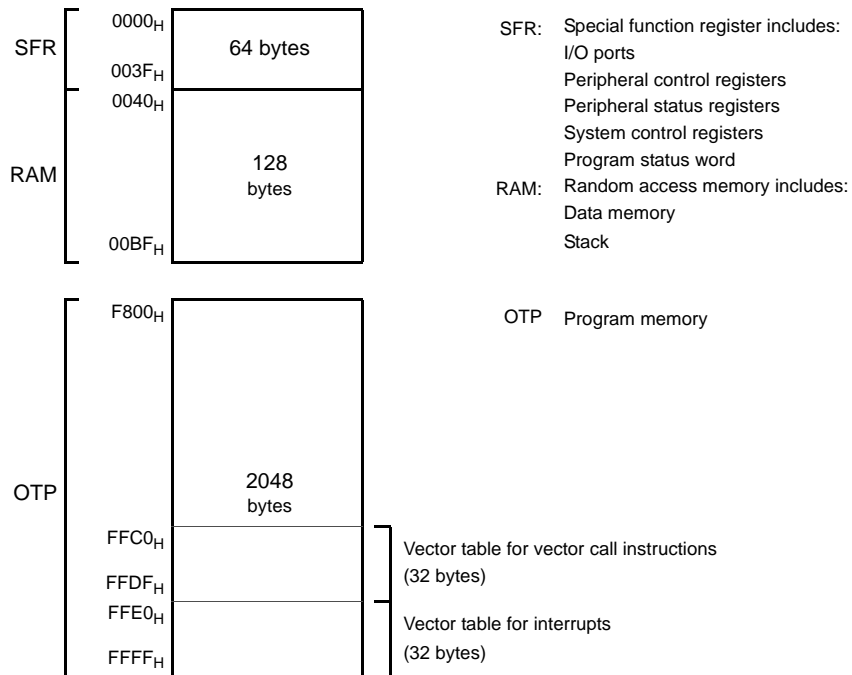 0000H
SFR
64 bytes
003FH
0040H
RAM
128
bytes
00BFH
SFR: Special function register includes:
I/O ports
Peripheral control registers
Peripheral status registers
System control registers
Program status word
RAM: Random access memory includes:
Data memory
Stack
F800H
OTP Program memory
OTP
2048
bytes
FFC0H
Vector table for vector call instructions
(32 bytes)
FFDFH
FFE0H
Vector table for interrupts
(32 bytes)
FFFFH